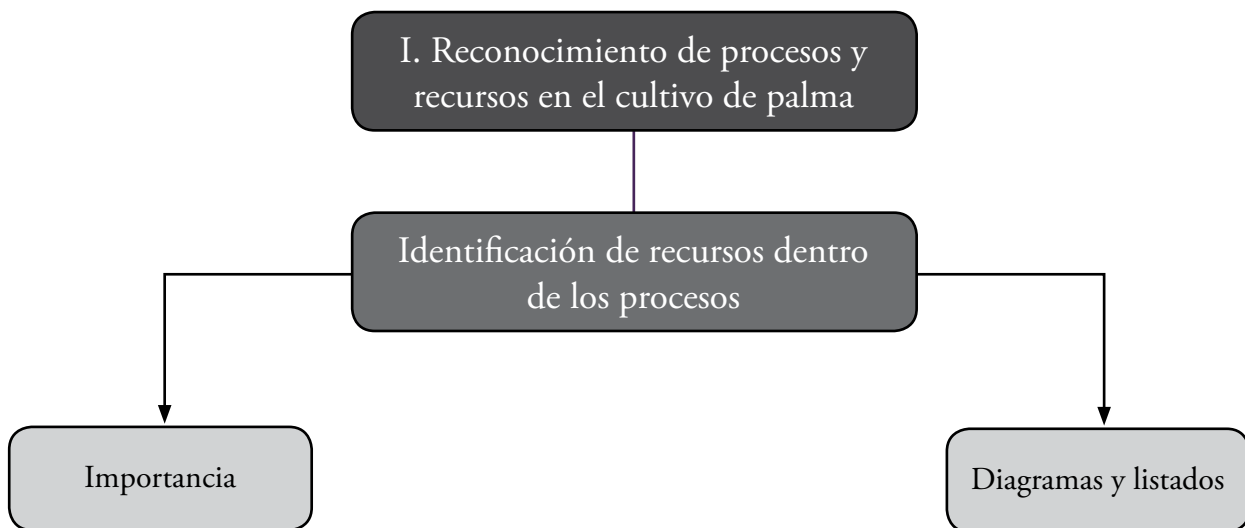 I. Reconocimiento de procesos y
recursos en el cultivo de palma
Identificación de recursos dentro
de los procesos
Importancia
Diagramas y listados